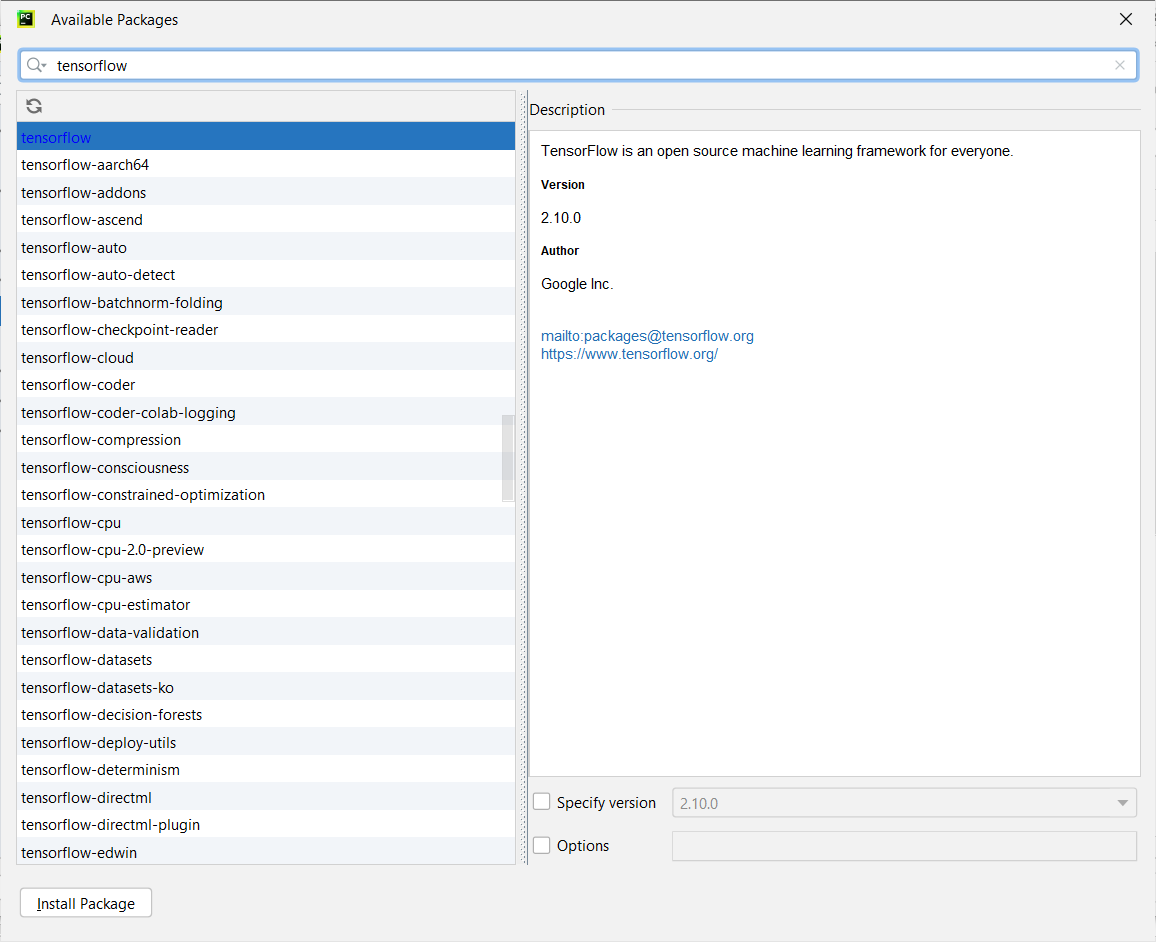 PC
Available Packages
tensorflow
tensorflow
tensorflow-aarch64
tensorflow-addons
tensorflow-ascend
tensorflow-auto
tensorflow-auto-detect
tensorflow-batchnorm-folding
tensorflow-checkpoint-reader
tensorflow-cloud
tensorflow-coder
tensorflow-coder-colab-logging
tensorflow-compression
tensorflow-consciousness
tensorflow-constrained-optimization
tensorflow-cpu
tensorflow-cpu-2.0-preview
tensorflow-cpu-aws
tensorflow-cpu-estimator
tensorflow-data-validation
tensorflow-datasets
tensorflow-datasets-ko
tensorflow-decision-forests
tensorflow-deploy-utils
tensorflow-determinism
tensorflow-directml
tensorflow-directml-plugin
tensorflow-edwin
Description
TensorFlow is an open source machine learning framework for everyone.
Version
2.10.0
Author
Google Inc.
mailto:packages@tensorflow.org
https://www.tensorflow.org/
Specify version
2.10.0
Options
Install Package